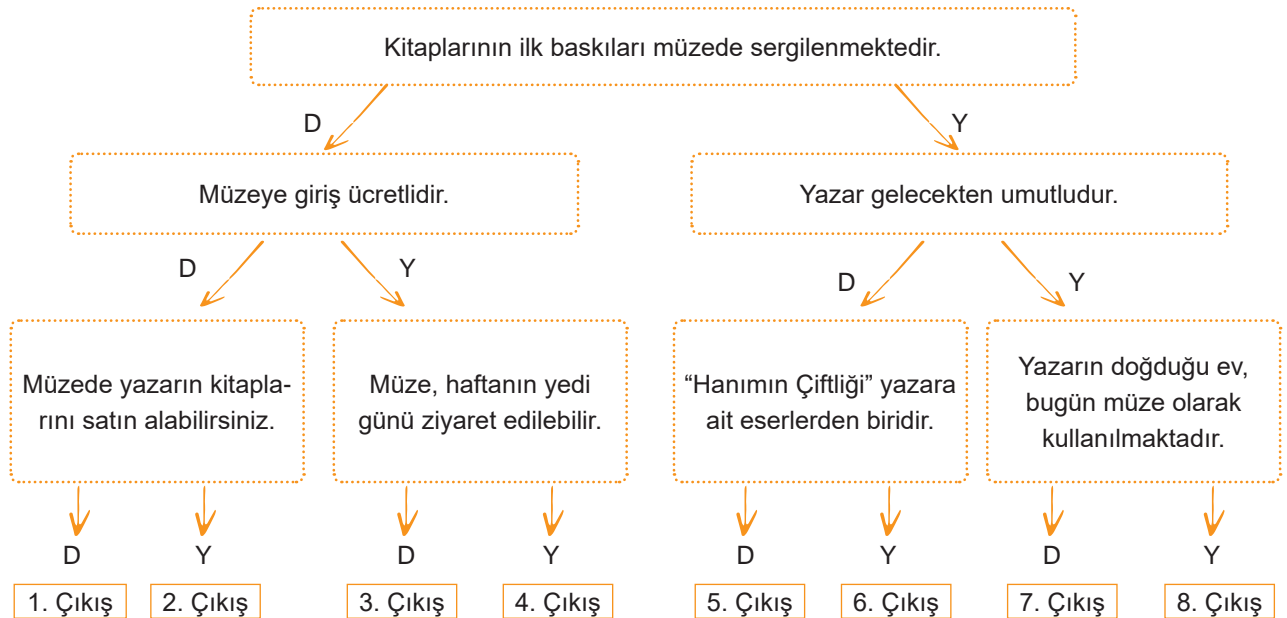 Kitaplarının ilk baskıları müzede sergilenmektedir.
D
Y
Müzeye giriş ücretlidir.
Yazar gelecekten umutludur.
D
Y
D
Y
Müzede yazarın kitapla-
rını satın alabilirsiniz.
Müze, haftanın yedi
günü ziyaret edilebilir.
“Hanımın Çiftliği” yazara
ait eserlerden biridir.
Yazarın doğduğu ev,
bugün müze olarak
kullanılmaktadır.
D
Y
D
Y
D
Y
D
Y
1. Çıkış
2. Çıkış
3. Çıkış
4. Çıkış
5. Çıkış
6. Çıkış
7. Çıkış
8. Çıkış